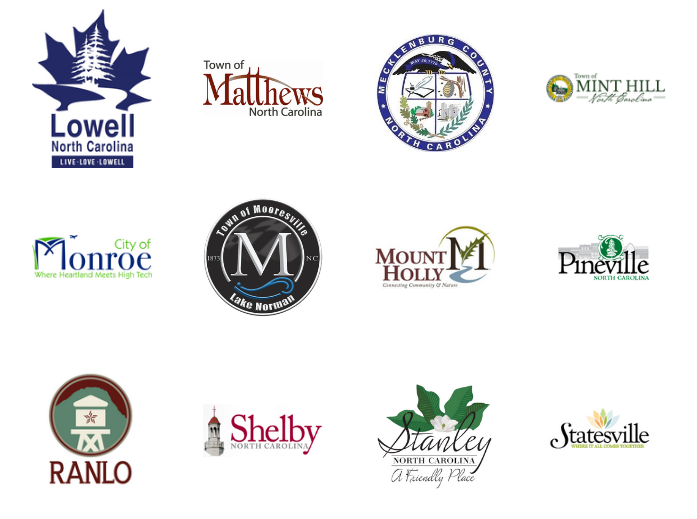 Lowell
North Carolina
LIVE · LOVE · LOWELL
Town of
Matthews
North Carolina
MECKLENBURG COUNTY
MAY 20, 1775
NORTH CAROLINA
Town of
MINT HILL
North Carolina
City of
Monroe
Where Heartland Meets High Tech
Town of Mooresville
1873
M
NC
Lake Norman
MOUNT
HOLLY
M
Connecting Community & Nature
Pineville
NORTH CAROLINA
RANLO
Shelby
NORTH CAROLINA
Stanley
NORTH CAROLINA
A Friendly Place
Statesville
WHERE IT ALL COMES TOGETHER